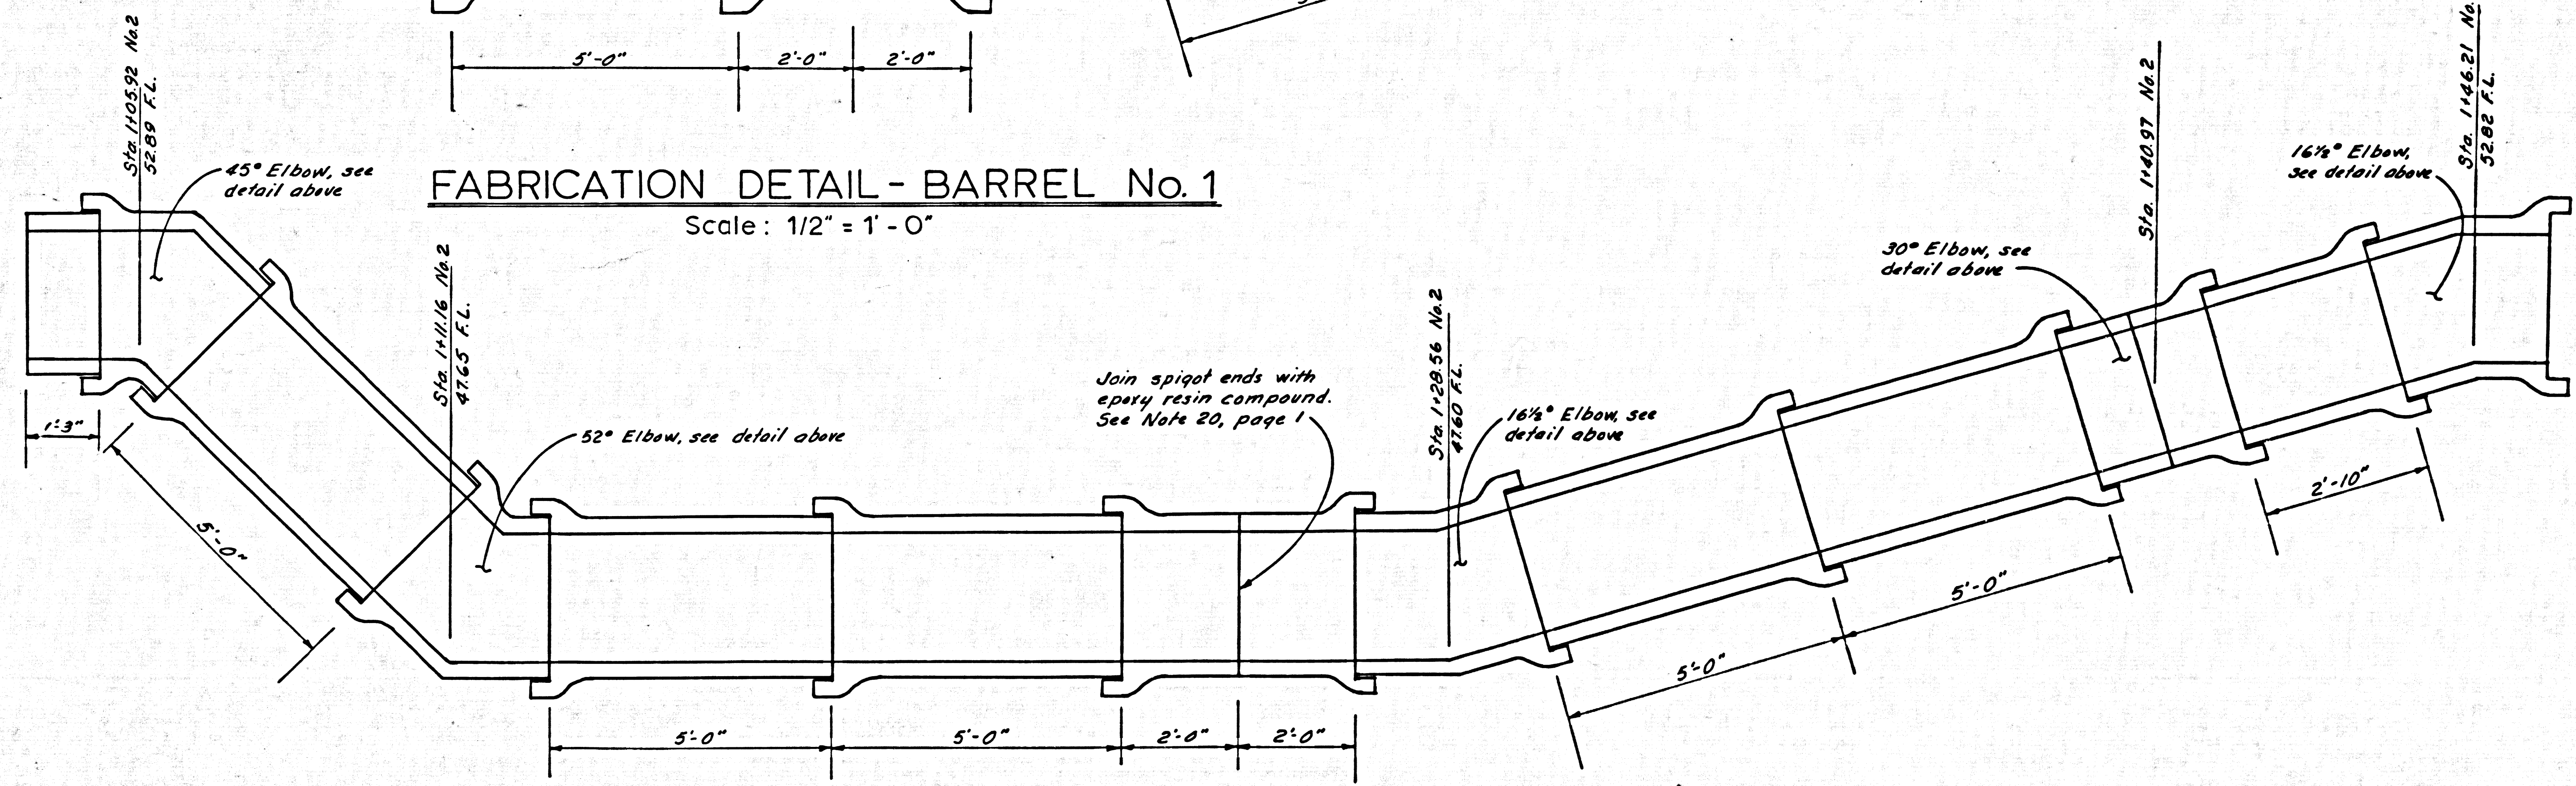 5'-0"
2'-0"
2'-0"
Sta. 1+05.92 No.2
52.89 F.L.
45° Elbow, see
detail above
FABRICATION DETAIL - BARREL No. 1
Scale: 1/2" = 1'-0"
Sta. 1+11.16 No.2
47.65 F.L.
1'-3"
5'-0"
52° Elbow, see detail above
Join spigot ends with
epoxy resin compound.
See Note 20, page 1
Sta. 1+28.56 No.2
47.60 F.L.
16½° Elbow, see
detail above
30° Elbow, see
detail above
Sta. 1+40.97 No.2
16½° Elbow,
see detail above
Sta. 1+46.21 No.
52.82 F.L.
2'-10"
5'-0"
5'-0"
5'-0"
5'-0"
2'-0"
2'-0"